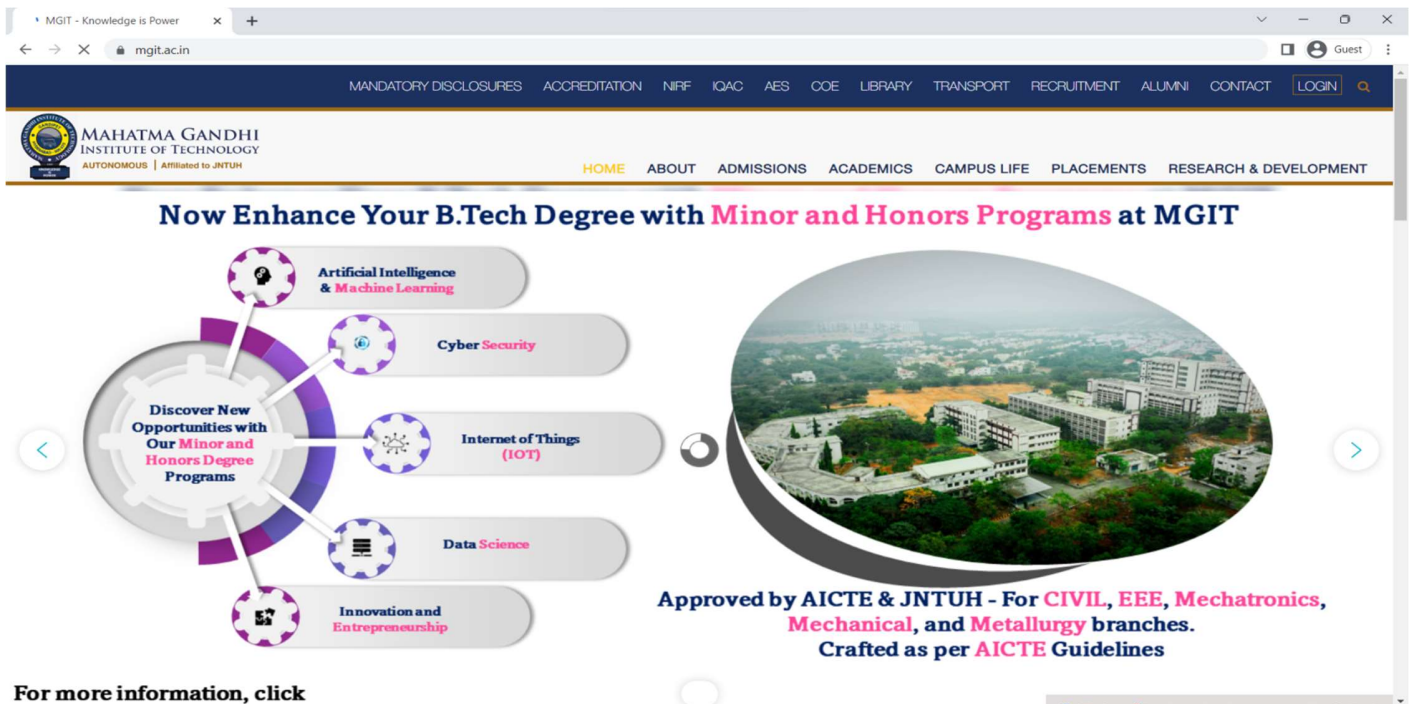 MGIT - Knowledge is Power
mgit.ac.in
Guest
MANDATORY DISCLOSURES ACCREDITATION NIRF IQAC AES COE LIBRARY TRANSPORT RECRUITMENT ALUMNI CONTACT LOGIN
MAHATMA GANDHI
INSTITUTE OF TECHNOLOGY
AUTONOMOUS | Affiliated to JNTUH
HOME ABOUT ADMISSIONS ACADEMICS CAMPUS LIFE PLACEMENTS RESEARCH & DEVELOPMENT
Now Enhance Your B.Tech Degree with Minor and Honors Programs at MGIT
Artificial Intelligence
& Machine Learning
Cyber Security
Discover New
Opportunities with
Our Minor and
Honors Degree
Programs
Internet of Things
(IOT)
Data Science
Innovation and
Entrepreneurship
Approved by AICTE & JNTUH - For CIVIL, EEE, Mechatronics,
Mechanical, and Metallurgy branches.
Crafted as per AICTE Guidelines
For more information, click